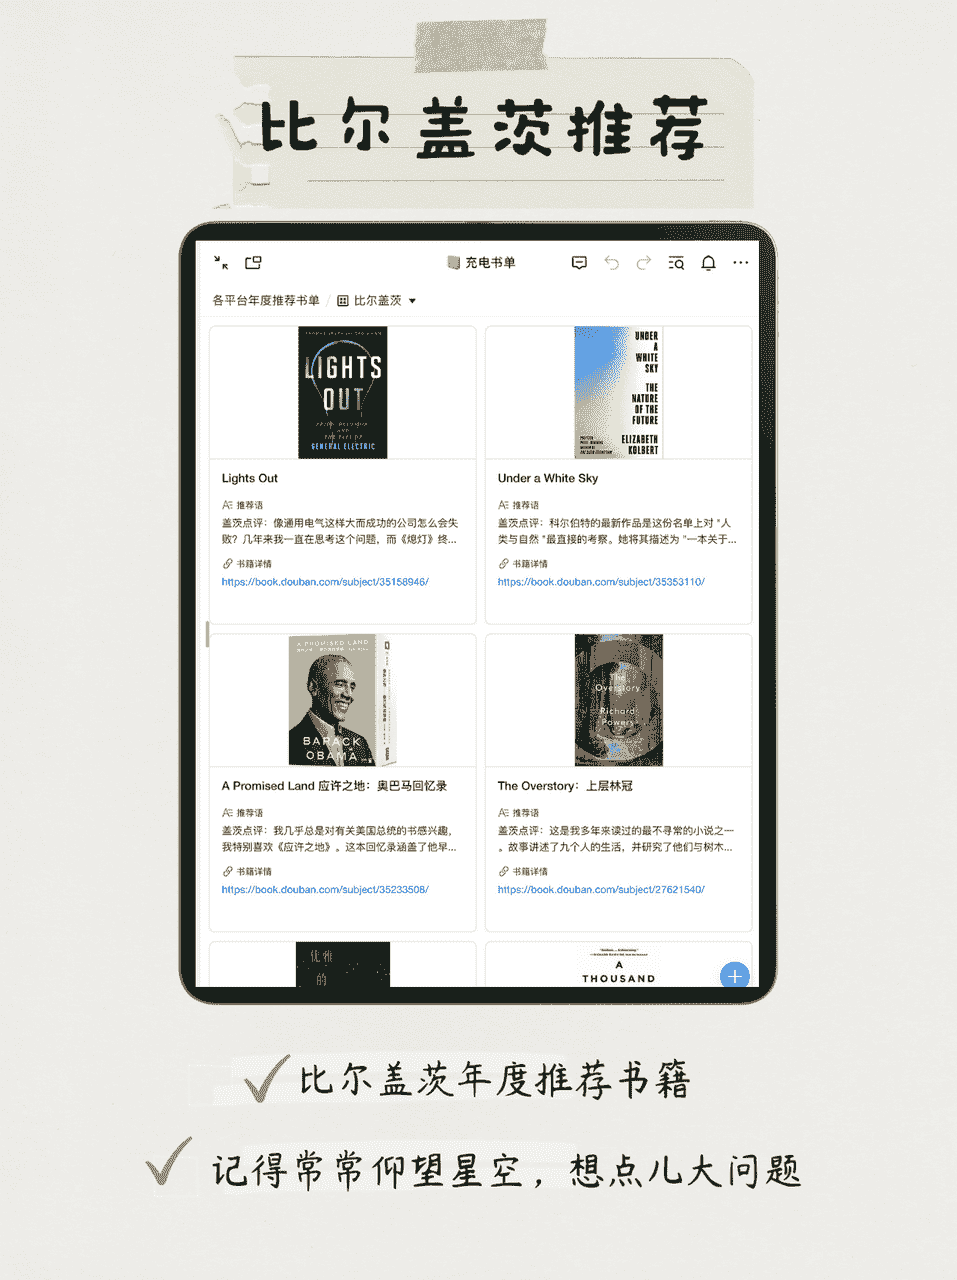 比尔盖茨推荐
充电书单
各平台年度推荐书单 / 比尔盖茨
LIGHTS
OUT
GENERAL ELECTRIC
UNDER
A
WHITE
SKY
THE
NATURE
OF THE
FUTURE
ELIZABETH
KOLBERT
Lights Out
推荐语
盖茨点评：像通用电气这样大而成功的公司怎么会失
败？几年来我一直在思考这个问题，而《熄灯》终...
书籍详情
https://book.douban.com/subject/35158946/
Under a White Sky
推荐语
盖茨点评：科尔伯特的最新作品是这份名单上对 "人
类与自然 "最直接的考察。她将其描述为 "一本关于...
书籍详情
https://book.douban.com/subject/35353110/
A PROMISED LAND
BARACK
OBAMA
The
Overstory
Richard
Powers
A Promised Land 应许之地：奥巴马回忆录
推荐语
盖茨点评：我几乎总是对有关美国总统的书感兴趣，
我特别喜欢《应许之地》。这本回忆录涵盖了他早...
书籍详情
https://book.douban.com/subject/35233508/
The Overstory：上层林冠
推荐语
盖茨点评：这是我多年来读过的最不寻常的小说之一
。故事讲述了九个人的生活，并研究了他们与树木...
书籍详情
https://book.douban.com/subject/27621540/
优雅
的
A
THOUSAND
比尔盖茨年度推荐书籍
记得常常仰望星空，想点儿大问题